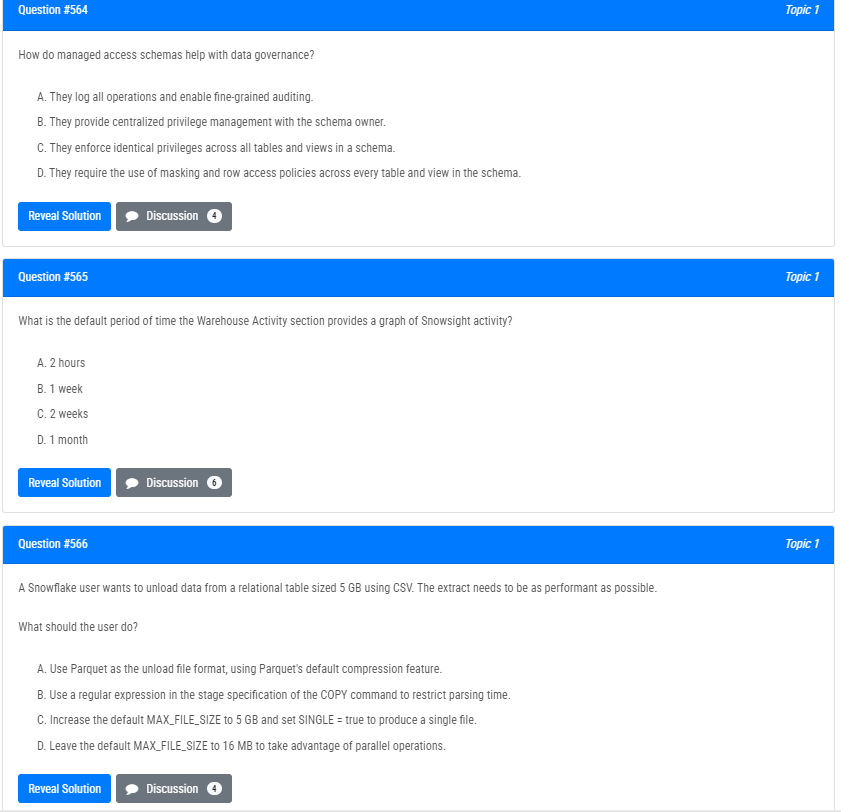 Question #564
Topic 1
How do managed access schemas help with data governance?
A. They log all operations and enable fine-grained auditing.
B. They provide centralized privilege management with the schema owner.
C. They enforce identical privileges across all tables and views in a schema.
D. They require the use of masking and row access policies across every table and view in the schema.
Reveal Solution
Discussion 4
Question #565
Topic 1
What is the default period of time the Warehouse Activity section provides a graph of Snowsight activity?
A. 2 hours
B. 1 week
C. 2 weeks
D. 1 month
Reveal Solution
Discussion 6
Question #566
Topic 1
A Snowflake user wants to unload data from a relational table sized 5 GB using CSV. The extract needs to be as performant as possible.
What should the user do?
A. Use Parquet as the unload file format, using Parquet's default compression feature.
B. Use a regular expression in the stage specification of the COPY command to restrict parsing time.
C. Increase the default MAX_FILE_SIZE to 5 GB and set SINGLE = true to produce a single file.
D. Leave the default MAX_FILE_SIZE to 16 MB to take advantage of parallel operations.
Reveal Solution
Discussion 4